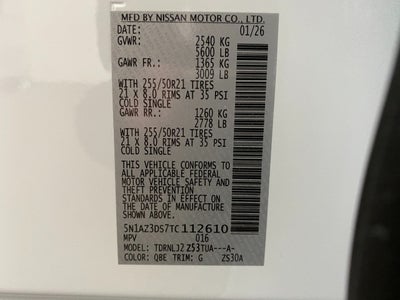 MFD BY NISSAN MOTOR CO., LTD.
DATE: 01/26
GVWR: 2540 KG
5600 LB
GAWR FR.: 1365 KG
3009 LB
WITH 255/50R21 TIRES
21 X 8.0 RIMS AT 35 PSI
COLD SINGLE
GAWR RR.: 1260 KG
2778 LB
WITH 255/50R21 TIRES
21 X 8.0 RIMS AT 35 PSI
COLD SINGLE
THIS VEHICLE CONFORMS TO
ALL APPLICABLE FEDERAL
MOTOR VEHICLE SAFETY AND
THEFT PREVENTION
STANDARDS IN EFFECT ON
THE DATE OF MANUFACTURE
SHOWN ABOVE.
5N1AZ3DS7TC112610
MPV 016
MODEL: TDRNLJZZS3TUA---A-
COLOR: QBE TRIM: G ZS30A